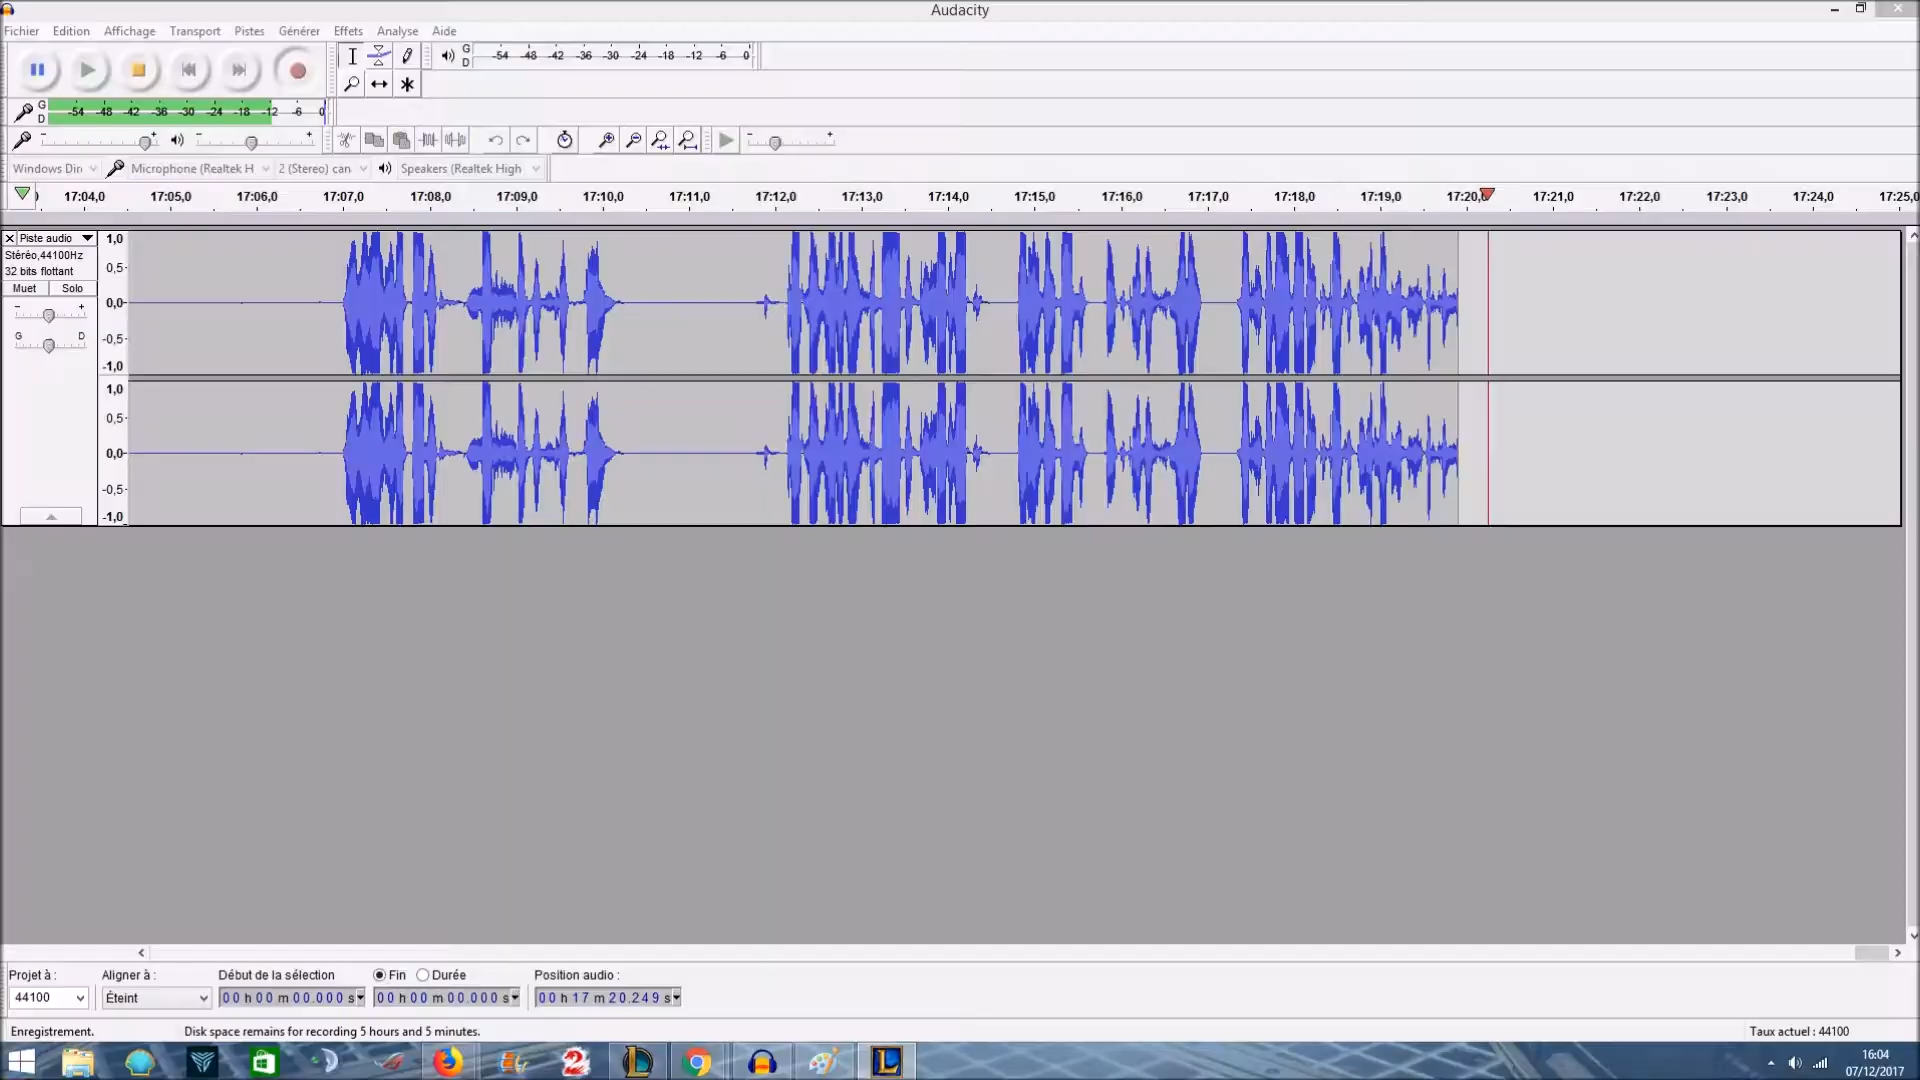 Audacity
Fichier Edition Affichage Transport Pistes Générer Effets Analyse Aide
G
D
-54 -48 -42 -36 -30 -24 -18 -12 -6 0
G
D
-54 -48 -42 -36 -30 -24 -18 -12 -6 0
Windows Din Microphone (Realtek H 2 (Stereo) can Speakers (Realtek High
17:04,0 17:05,0 17:06,0 17:07,0 17:08,0 17:09,0 17:10,0 17:11,0 17:12,0 17:13,0 17:14,0 17:15,0 17:16,0 17:17,0 17:18,0 17:19,0 17:20,0 17:21,0 17:22,0 17:23,0 17:24,0 17:25,0
Piste audio
Stéréo,44100Hz
32 bits flottant
Muet Solo
- +
G D
1,0
0,5-
0,0-
-0,5-
-1,0
1,0
0,5-
0,0-
-0,5-
-1,0
Projet à : Aligner à : Début de la sélection Fin Durée Position audio :
44100 Éteint 00 h 00 m 00.000 s 00 h 00 m 00.000 s 00 h 17 m 20.249 s
Enregistrement. Disk space remains for recording 5 hours and 5 minutes. Taux actuel : 44100
16:04
07/12/2017